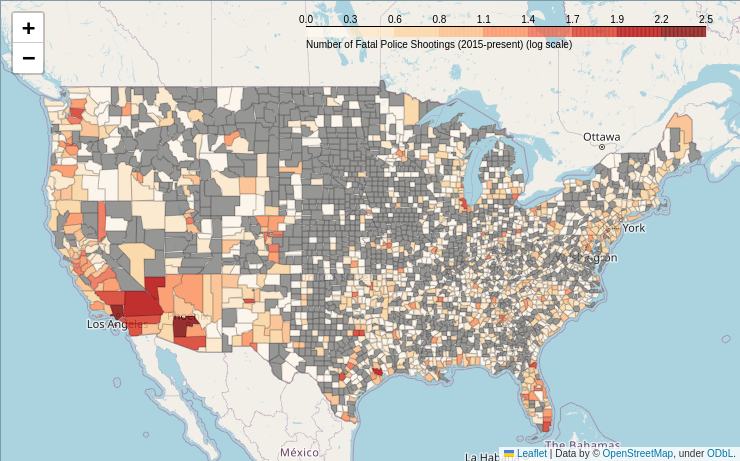 +
−
0.0 0.3 0.6 0.8 1.1 1.4 1.7 1.9 2.2 2.5
Number of Fatal Police Shootings (2015-present) (log scale)
Ottawa
York
Los Angeles
México
The Bahamas
La Hab
Leaflet | Data by © OpenStreetMap, under ODbL.